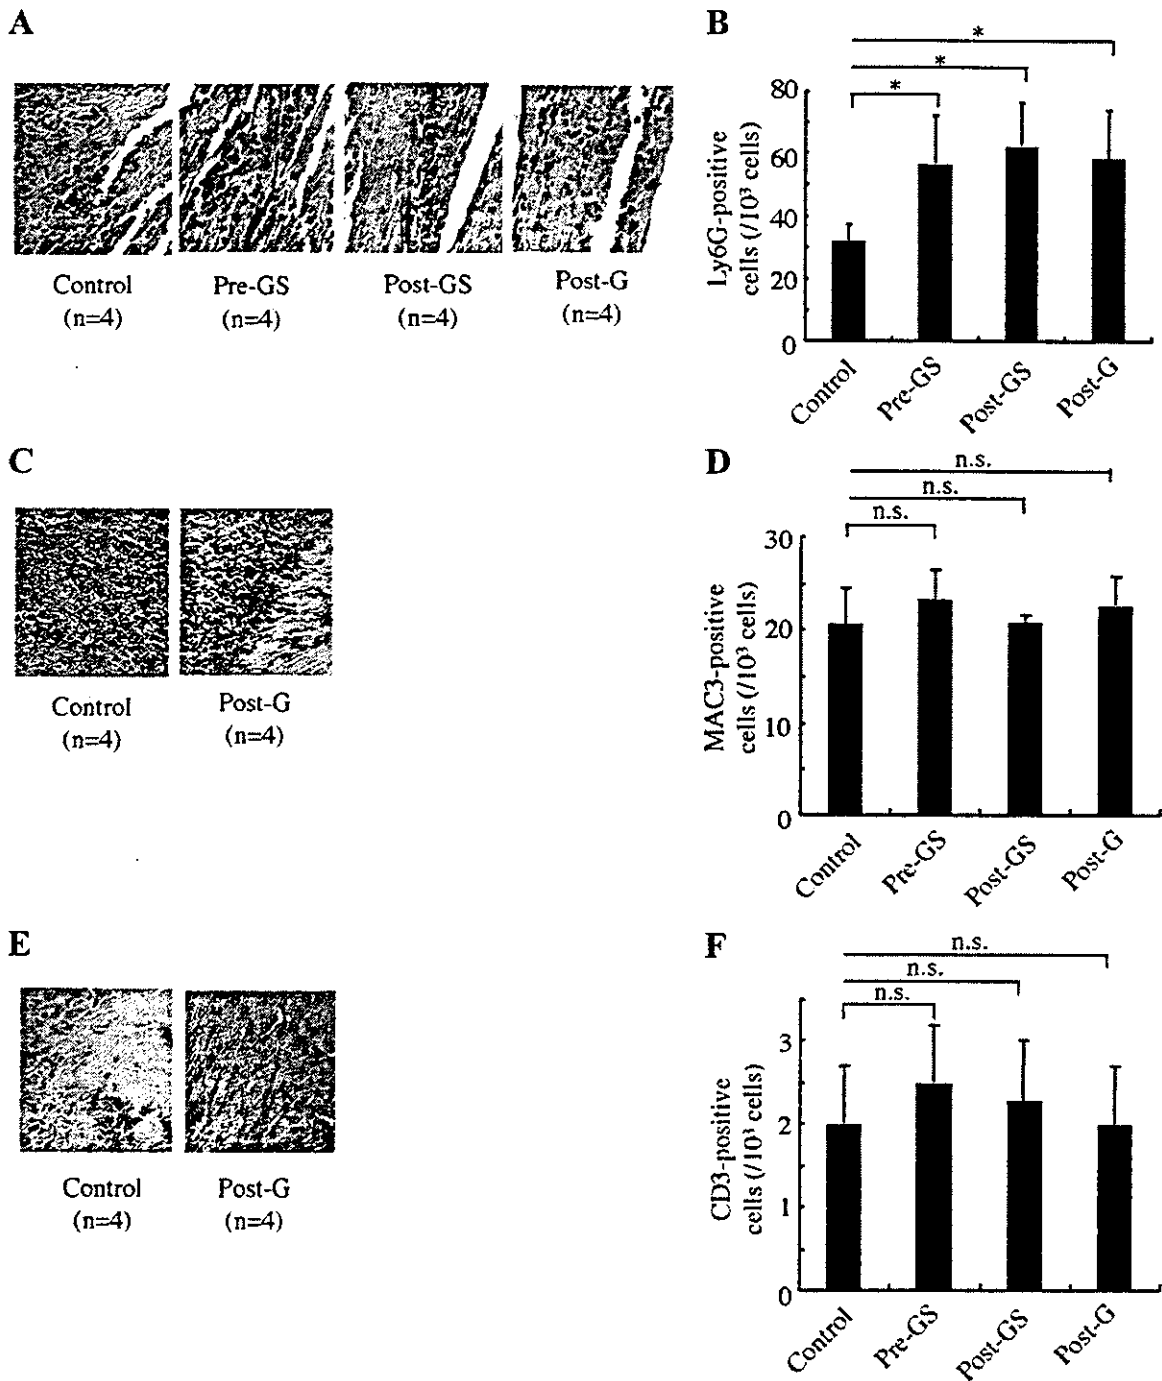 A
Control
(n=4)
Pre-GS
(n=4)
Post-GS
(n=4)
Post-G
(n=4)
B
*
*
*
Ly6G-positive
cells (/10³ cells)
80
60
40
20
0
Control
Pre-GS
Post-GS
Post-G
C
Control
(n=4)
Post-G
(n=4)
D
n.s.
n.s.
n.s.
MAC3-positive
cells (/10³ cells)
30
20
10
0
Control
Pre-GS
Post-GS
Post-G
E
Control
(n=4)
Post-G
(n=4)
F
n.s.
n.s.
n.s.
CD3-positive
cells (/10³ cells)
3
2
1
0
Control
Pre-GS
Post-GS
Post-G